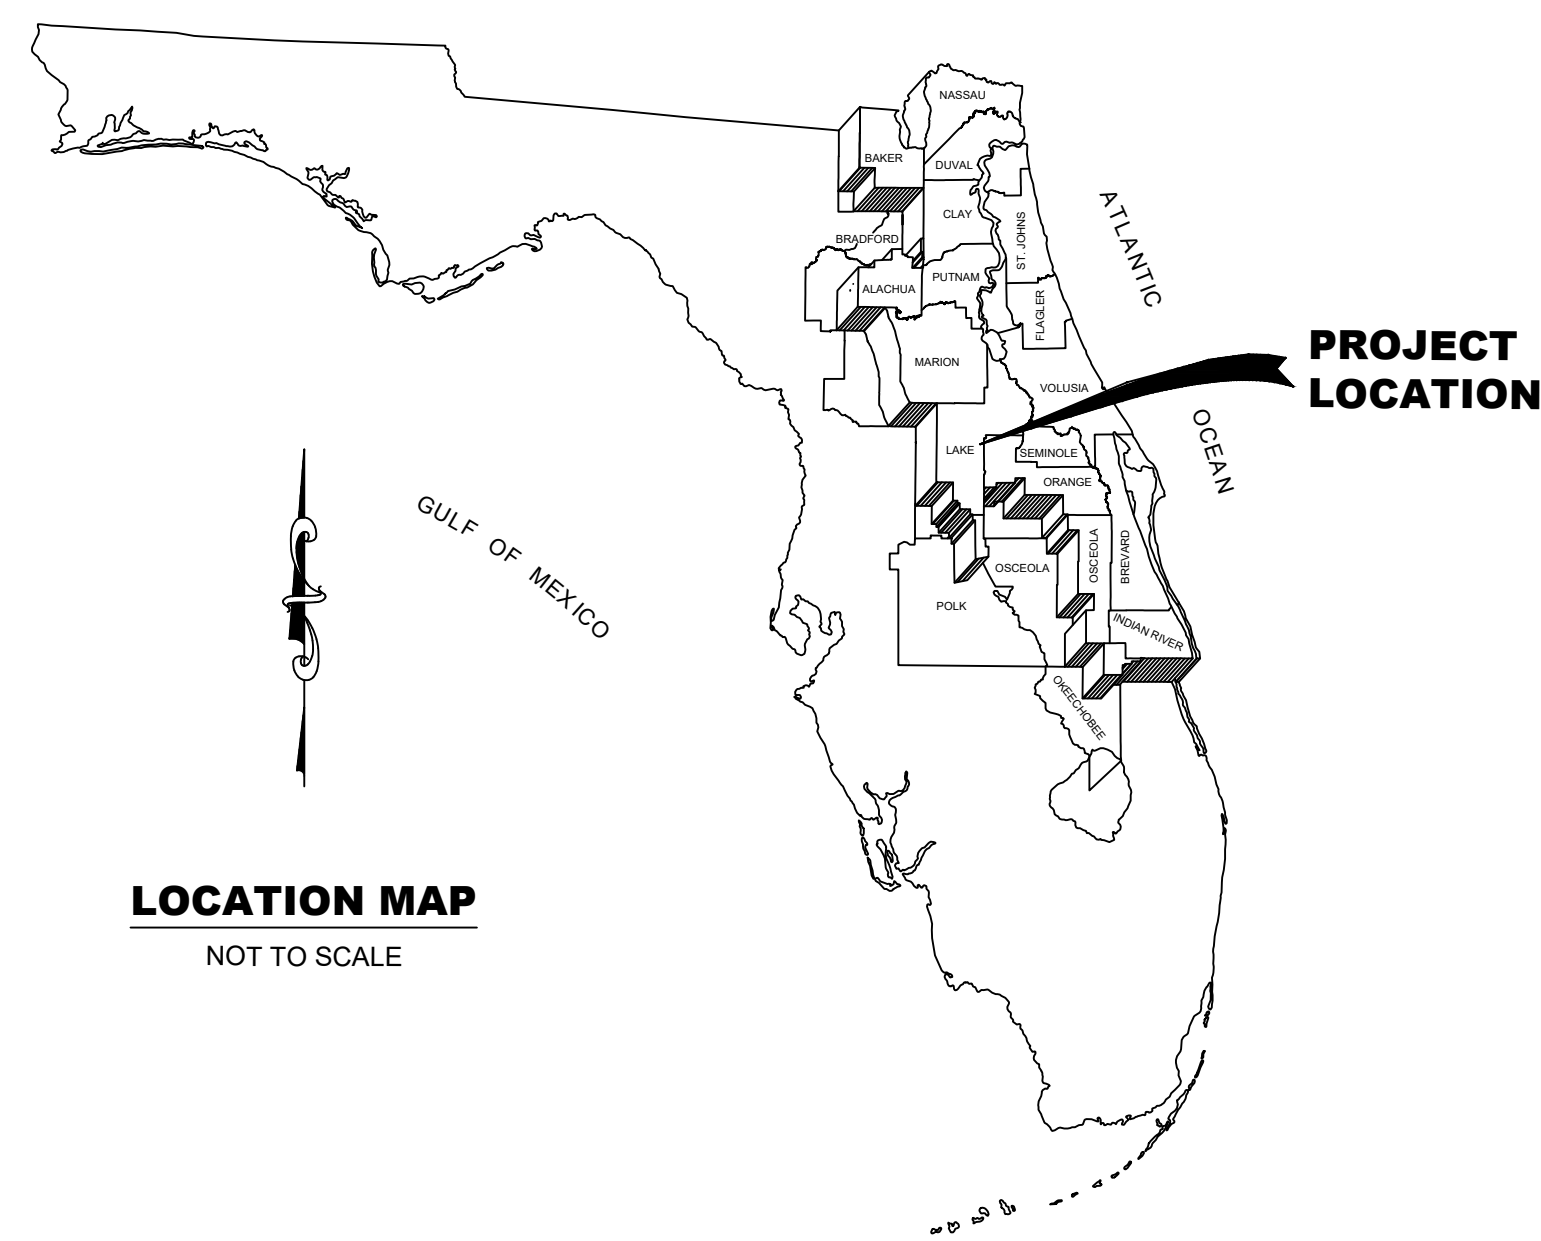 NASSAU
BAKER
DUVAL
CLAY
ST. JOHNS
BRADFORD
ALACHUA
PUTNAM
FLAGLER
MARION
VOLUSIA
LAKE
SEMINOLE
ORANGE
OSCEOLA
OSCEOLA
BREVARD
POLK
INDIAN RIVER
OKEECHOBEE
ATLANTIC
OCEAN
PROJECT
LOCATION
GULF OF MEXICO
LOCATION MAP
NOT TO SCALE